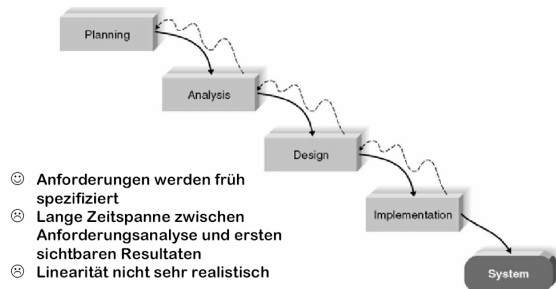 Planning
Analysis
Design
Implementation
System
☺ Anforderungen werden früh
spezifiziert
☹ Lange Zeitspanne zwischen
Anforderungsanalyse und ersten
sichtbaren Resultaten
☹ Linearität nicht sehr realistisch